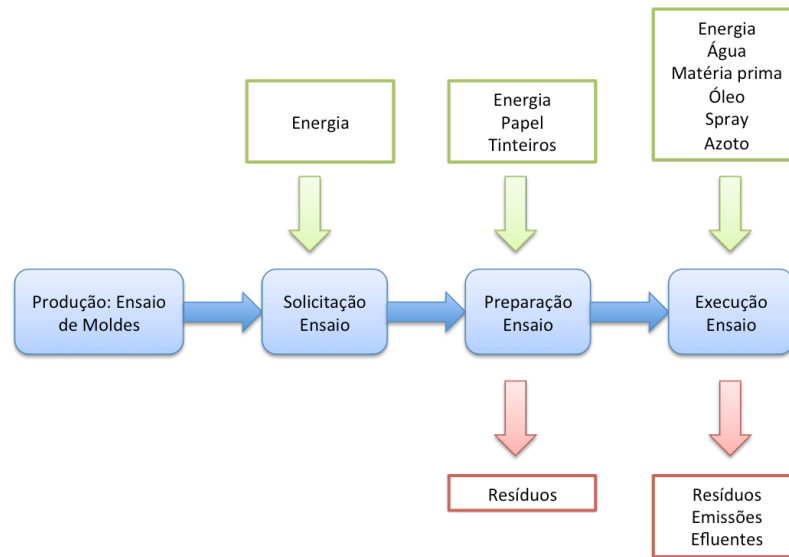 Energia
Energia
Papel
Tinteiros
Energia
Água
Matéria prima
Óleo
Spray
Azoto
Produção: Ensaio
de Moldes
Solicitação
Ensaio
Preparação
Ensaio
Execução
Ensaio
Resíduos
Resíduos
Emissões
Efluentes